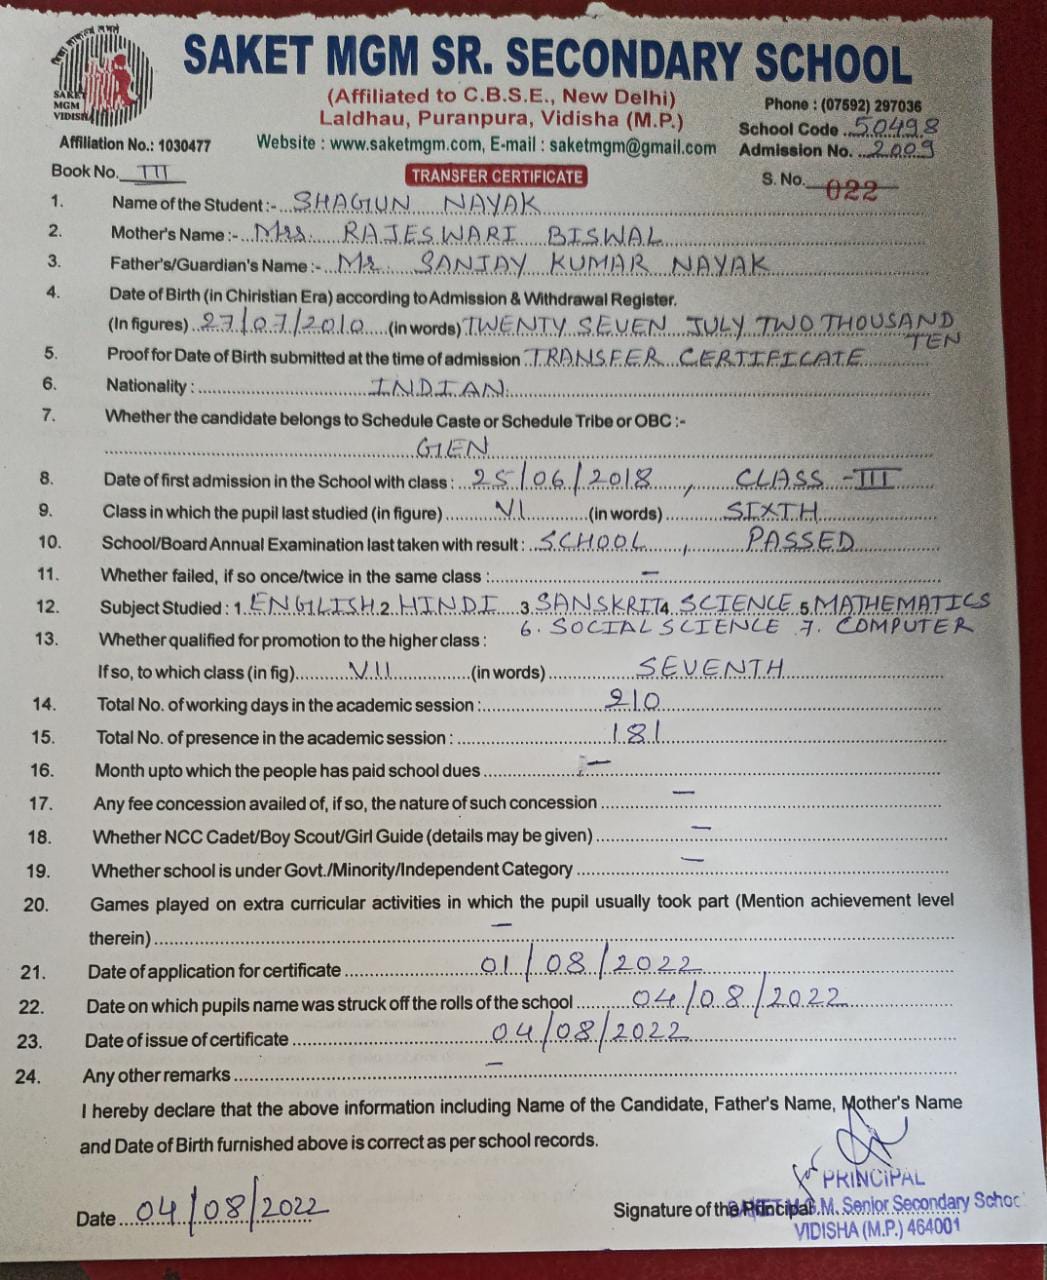 SAKET MGM SR. SECONDARY SCHOOL
SAKET
MGM
VIDISHA
(Affiliated to C.B.S.E., New Delhi)
Laldhau, Puranpura, Vidisha (M.P.)
Phone : (07592) 297036
School Code 50498
Affiliation No.: 1030477 Website : www.saketmgm.com, E-mail : saketmgm@gmail.com Admission No. 2009
Book No. III TRANSFER CERTIFICATE S. No. 022
1. Name of the Student :- SHAGUN NAYAK
2. Mother's Name :- Mrs. RAJESWARI BISWAL
3. Father's/Guardian's Name :- Mr. SANJAY KUMAR NAYAK
4. Date of Birth (in Chiristian Era) according to Admission & Withdrawal Register.
(In figures) 27/07/2010 (in words) TWENTY SEVEN JULY TWO THOUSAND
TEN
5. Proof for Date of Birth submitted at the time of admission TRANSFER CERTIFICATE
6. Nationality : INDIAN
7. Whether the candidate belongs to Schedule Caste or Schedule Tribe or OBC :-
GEN
8. Date of first admission in the School with class : 25/06/2018 , CLASS - III
9. Class in which the pupil last studied (in figure) VI (in words) SIXTH
10. School/Board Annual Examination last taken with result : SCHOOL , PASSED
11. Whether failed, if so once/twice in the same class : –
12. Subject Studied : 1. ENGLISH 2. HINDI 3. SANSKRIT 4. SCIENCE 5. MATHEMATICS
6. SOCIAL SCIENCE 7. COMPUTER
13. Whether qualified for promotion to the higher class :
If so, to which class (in fig) VII (in words) SEVENTH
14. Total No. of working days in the academic session : 210
15. Total No. of presence in the academic session : 181
16. Month upto which the people has paid school dues –
17. Any fee concession availed of, if so, the nature of such concession –
18. Whether NCC Cadet/Boy Scout/Girl Guide (details may be given) –
19. Whether school is under Govt./Minority/Independent Category –
20. Games played on extra curricular activities in which the pupil usually took part (Mention achievement level
therein) –
21. Date of application for certificate 01/08/2022
22. Date on which pupils name was struck off the rolls of the school 04/08/2022
23. Date of issue of certificate 04/08/2022
24. Any other remarks –
I hereby declare that the above information including Name of the Candidate, Father's Name, Mother's Name
and Date of Birth furnished above is correct as per school records.
for PRINCIPAL
Date 04/08/2022 Signature of the Principal M. Senior Secondary School
VIDISHA (M.P.) 464001